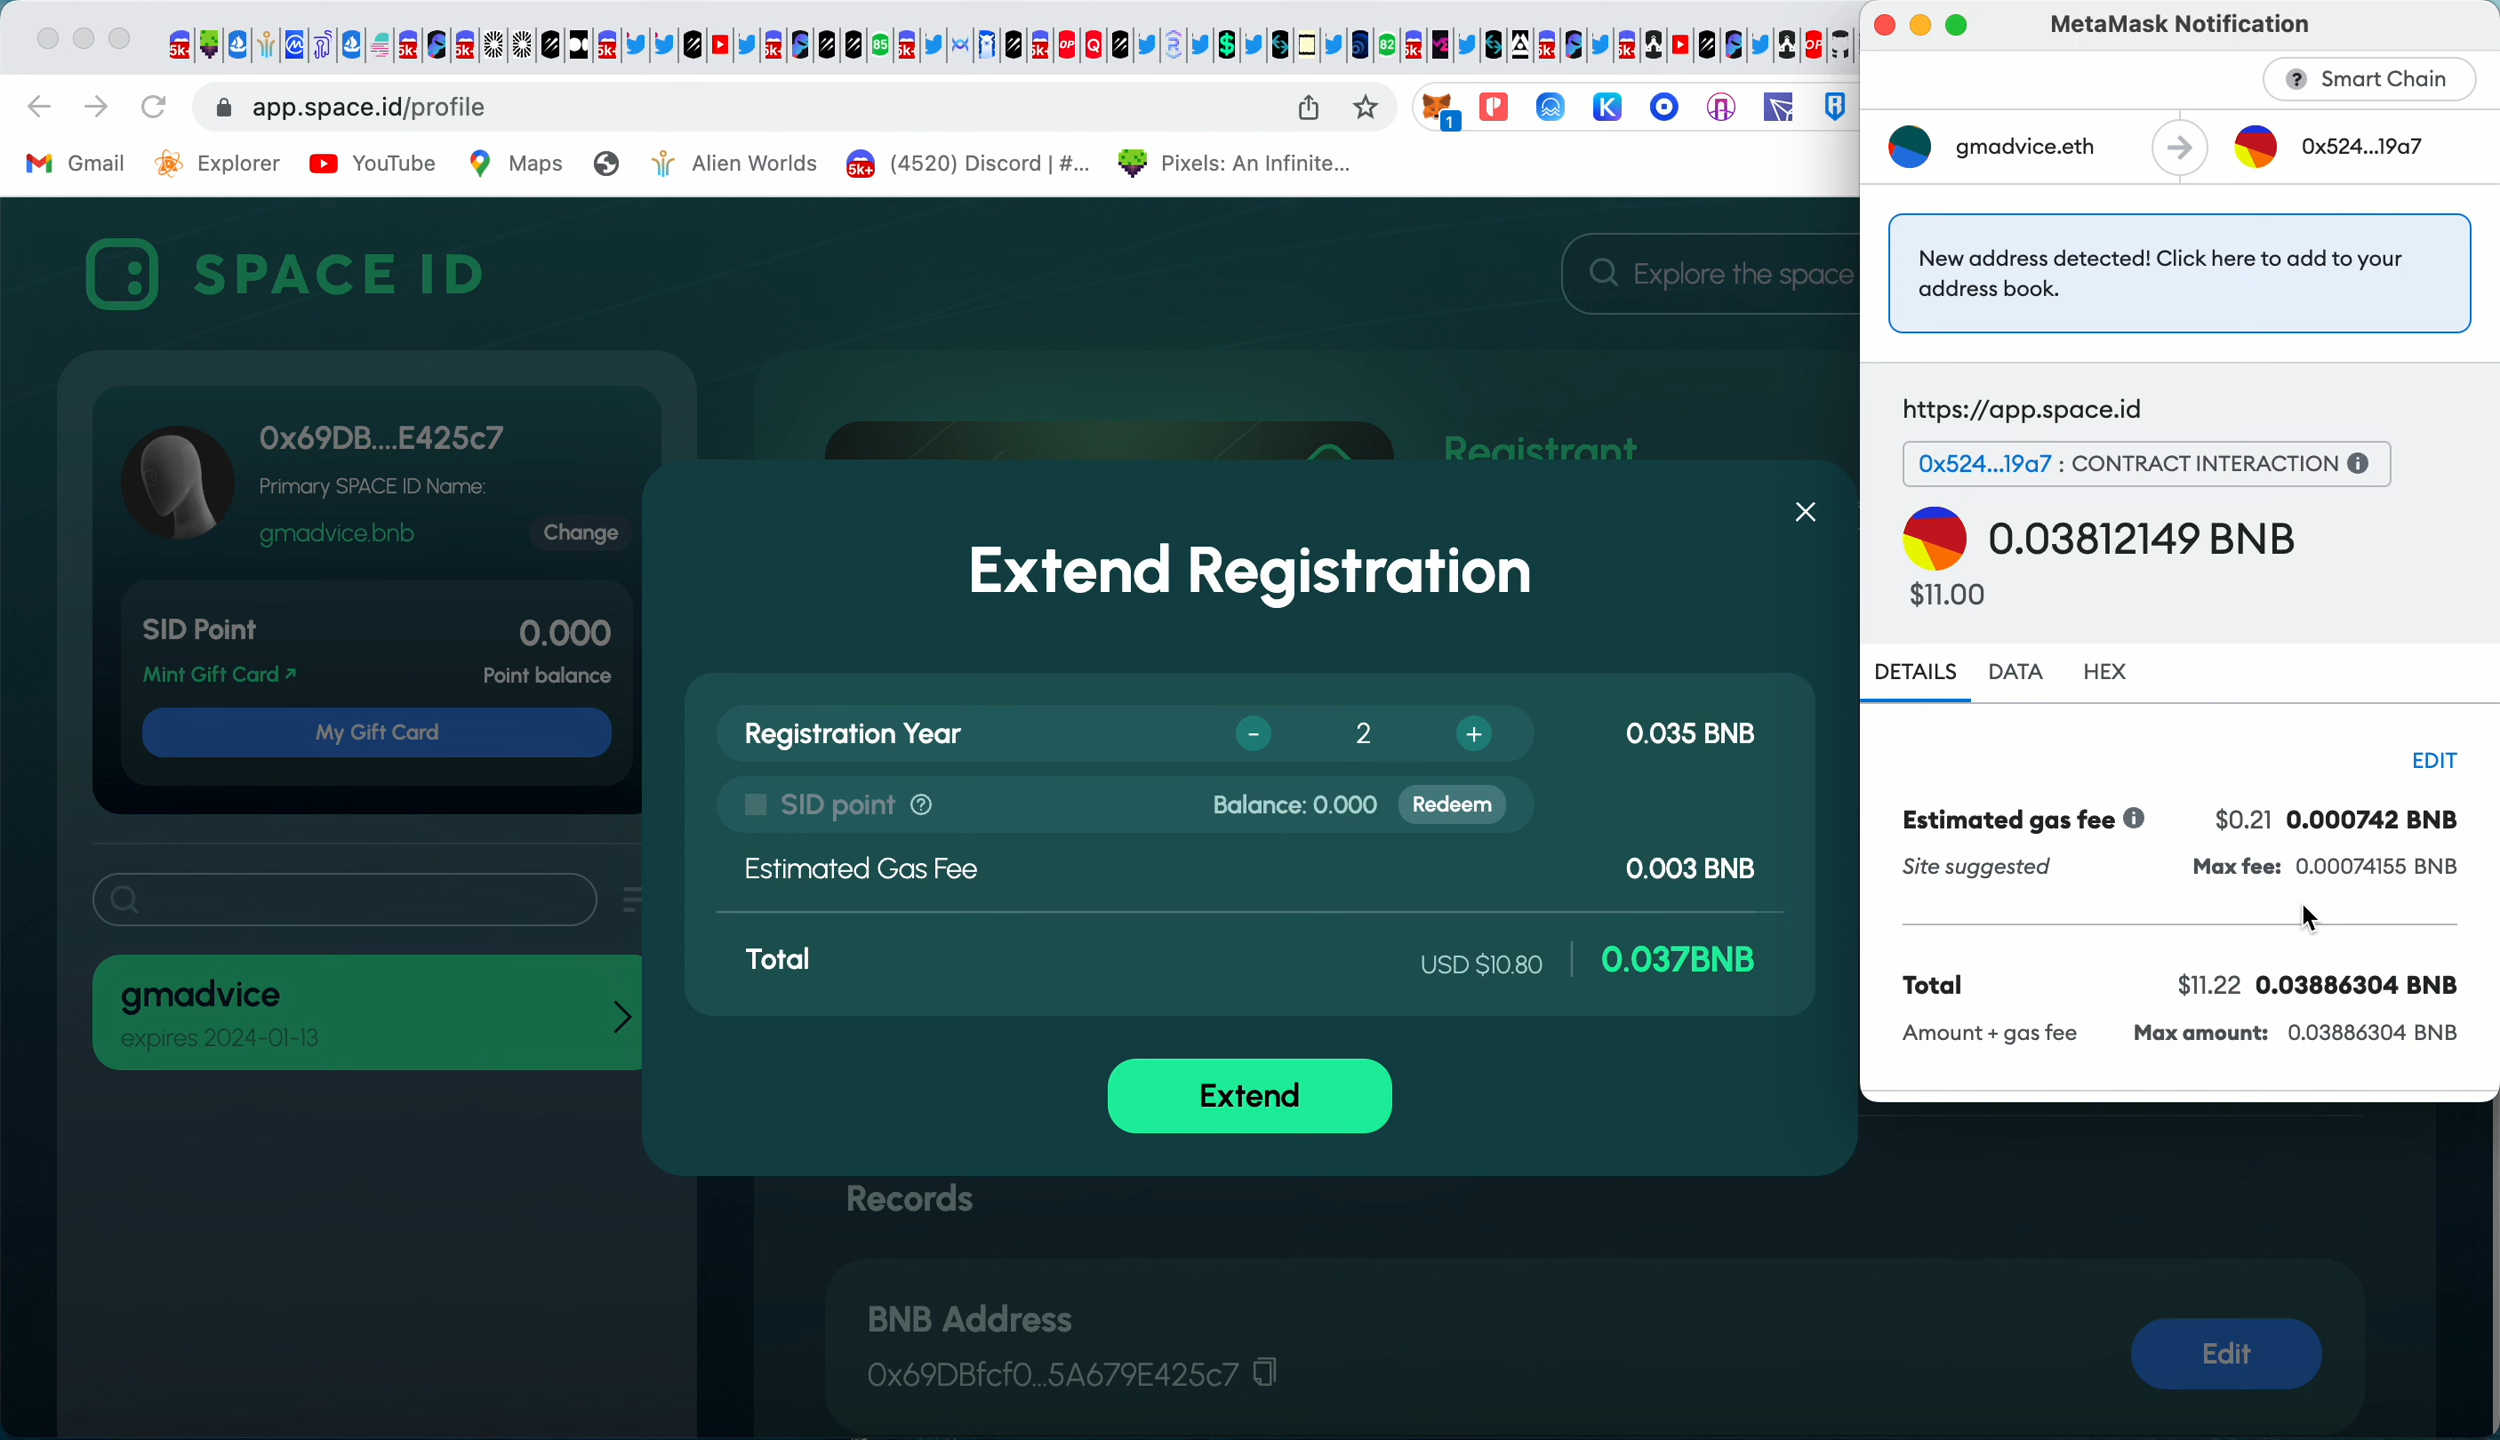 app.space.id/profile
Gmail
Explorer
YouTube
Maps
Alien Worlds
(4520) Discord | #...
Pixels: An Infinite...
SPACE ID
Explore the space
0x69DB....E425c7
Primary SPACE ID Name:
gmadvice.bnb
Change
SID Point
0.000
Mint Gift Card
Point balance
My Gift Card
gmadvice
expires 2024-01-13
Registrant
Extend Registration
Registration Year
-
2
+
0.035 BNB
SID point
Balance: 0.000
Redeem
Estimated Gas Fee
0.003 BNB
Total
USD $10.80
0.037BNB
Extend
Records
BNB Address
0x69DBfcf0...5A679E425c7
Edit
MetaMask Notification
? Smart Chain
gmadvice.eth
0x524...19a7
New address detected! Click here to add to your
address book.
https://app.space.id
0x524...19a7 : CONTRACT INTERACTION
0.03812149 BNB
$11.00
DETAILS
DATA
HEX
EDIT
Estimated gas fee
$0.21 0.000742 BNB
Site suggested
Max fee: 0.00074155 BNB
Total
$11.22 0.03886304 BNB
Amount + gas fee
Max amount: 0.03886304 BNB